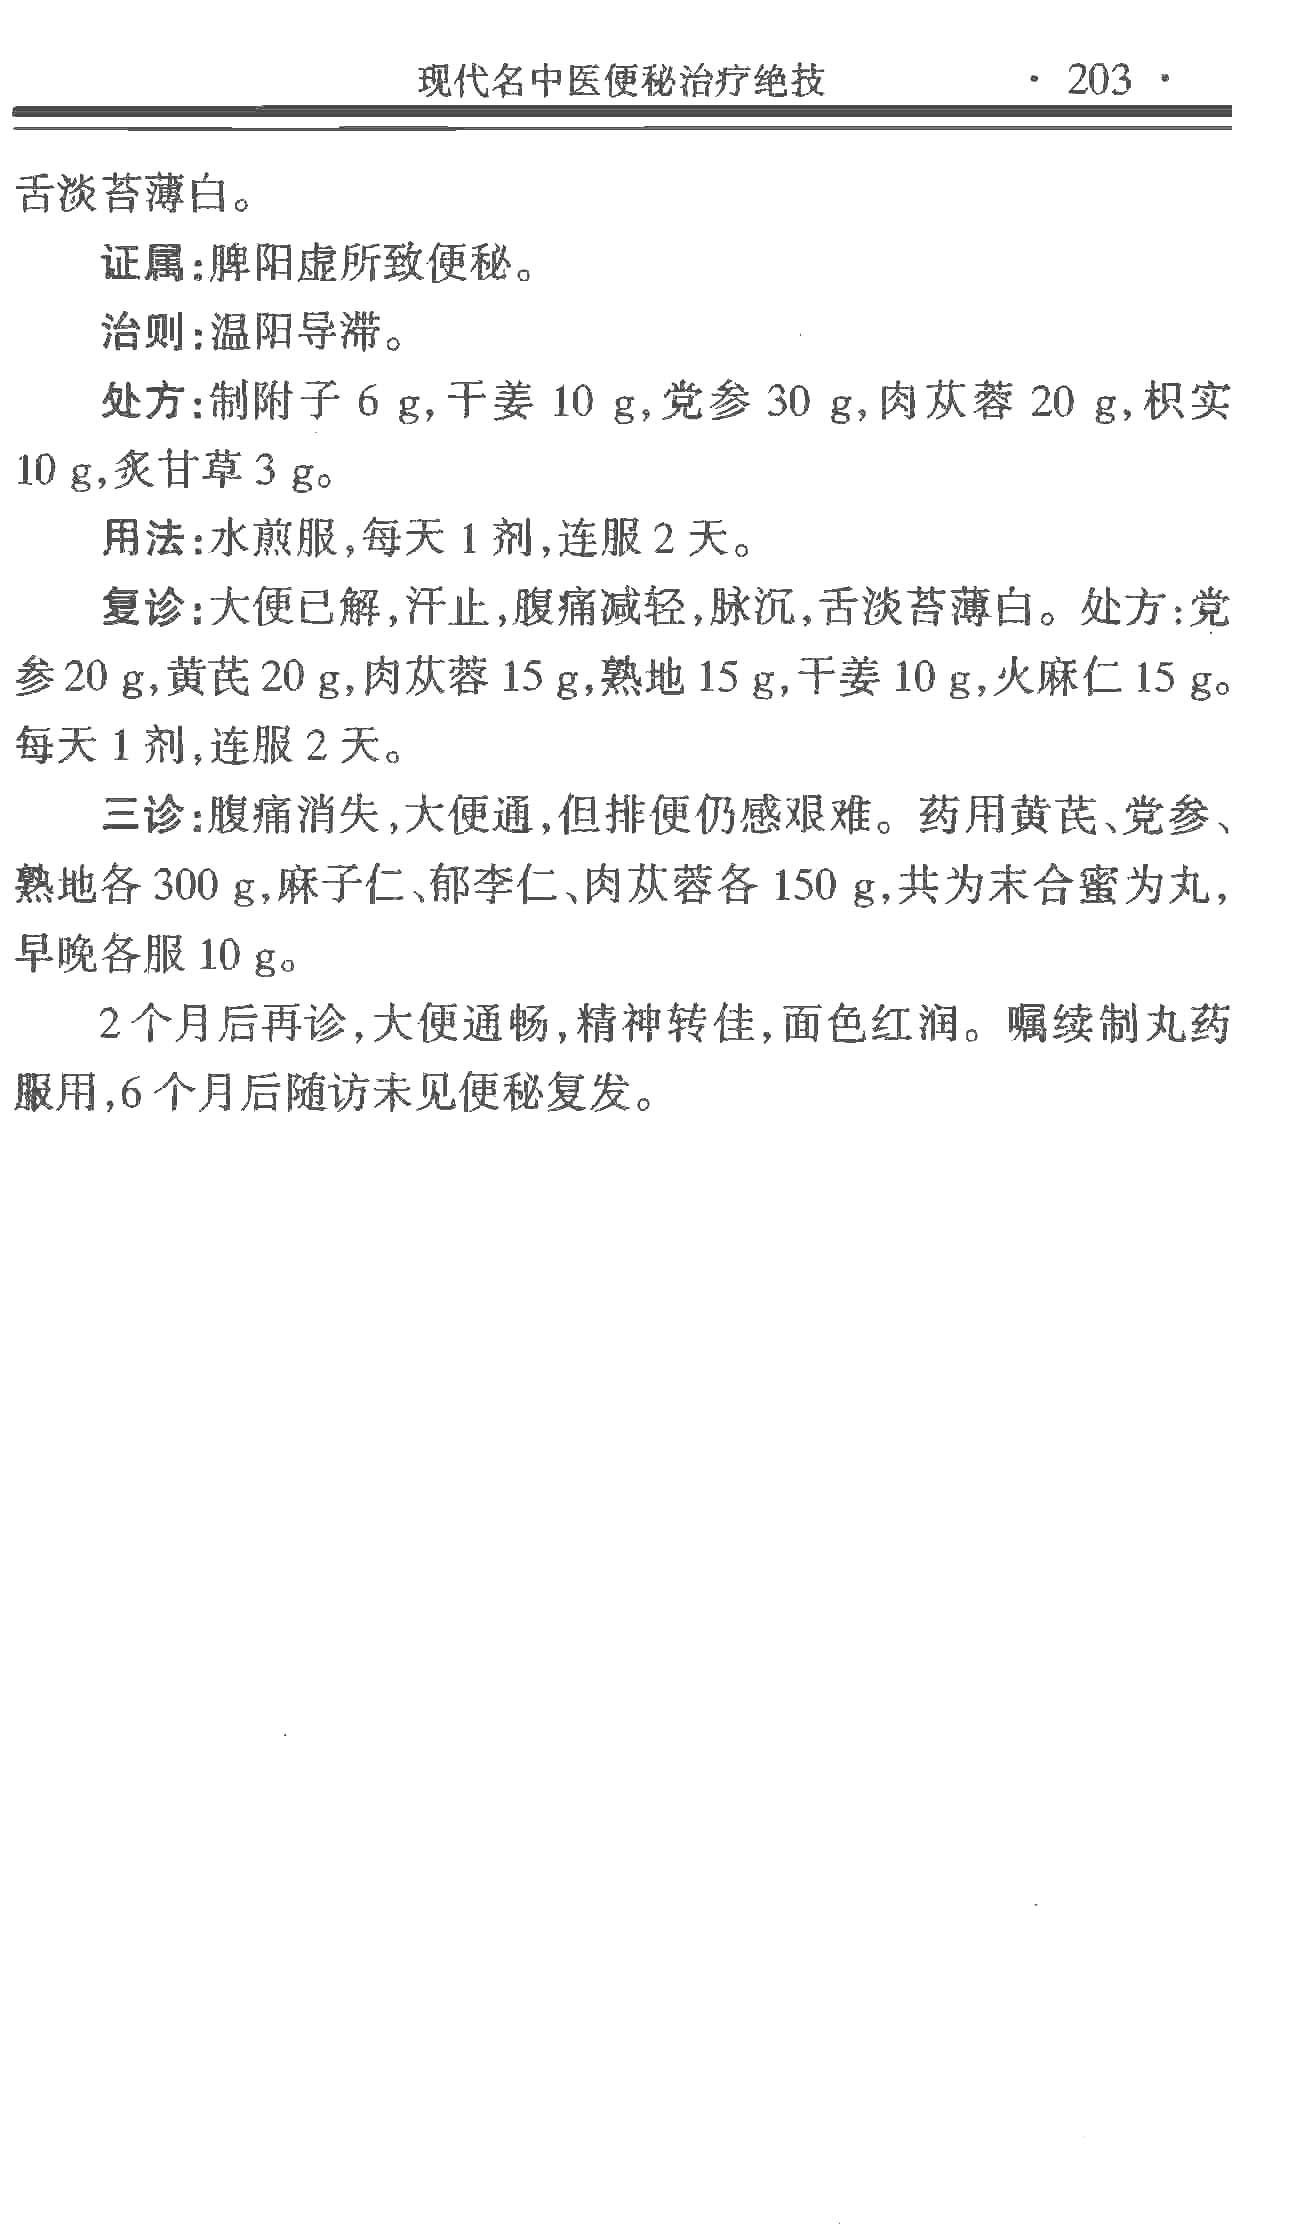 现代名中医便秘治疗绝技 · 203 ·
舌淡苔薄白。
证属:脾阳虚所致便秘。
治则:温阳导滞。
处方:制附子 6 g,干姜 10 g,党参 30 g,肉苁蓉 20 g,枳实
10 g,炙甘草 3 g。
用法:水煎服,每天 1 剂,连服 2 天。
复诊:大便已解,汗止,腹痛减轻,脉沉,舌淡苔薄白。处方:党
参 20 g,黄芪 20 g,肉苁蓉 15 g,熟地 15 g,干姜 10 g,火麻仁 15 g。
每天 1 剂,连服 2 天。
三诊:腹痛消失,大便通,但排便仍感艰难。药用黄芪、党参、
熟地各 300 g,麻子仁、郁李仁、肉苁蓉各 150 g,共为末合蜜为丸,
早晚各服 10 g。
2 个月后再诊,大便通畅,精神转佳,面色红润。嘱续制丸药
服用,6 个月后随访未见便秘复发。